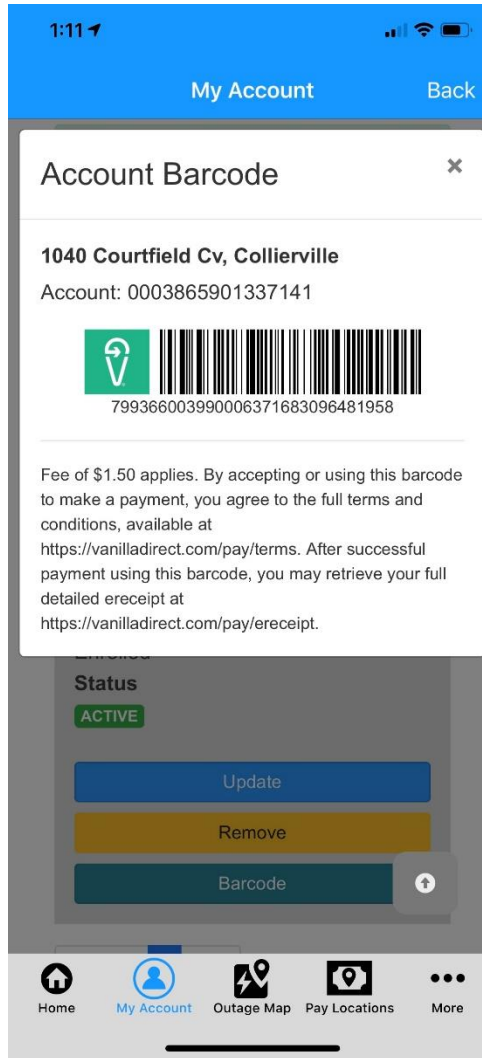 1:11
My Account
Back
Account Barcode
×
1040 Courtfield Cv, Collierville
Account: 0003865901337141
799366003990006371683096481958
Fee of $1.50 applies. By accepting or using this barcode
to make a payment, you agree to the full terms and
conditions, available at
https://vanilladirect.com/pay/terms. After successful
payment using this barcode, you may retrieve your full
detailed ereceipt at
https://vanilladirect.com/pay/ereceipt.
Enrolled
Status
ACTIVE
Update
Remove
Barcode
Home
My Account
Outage Map
Pay Locations
More